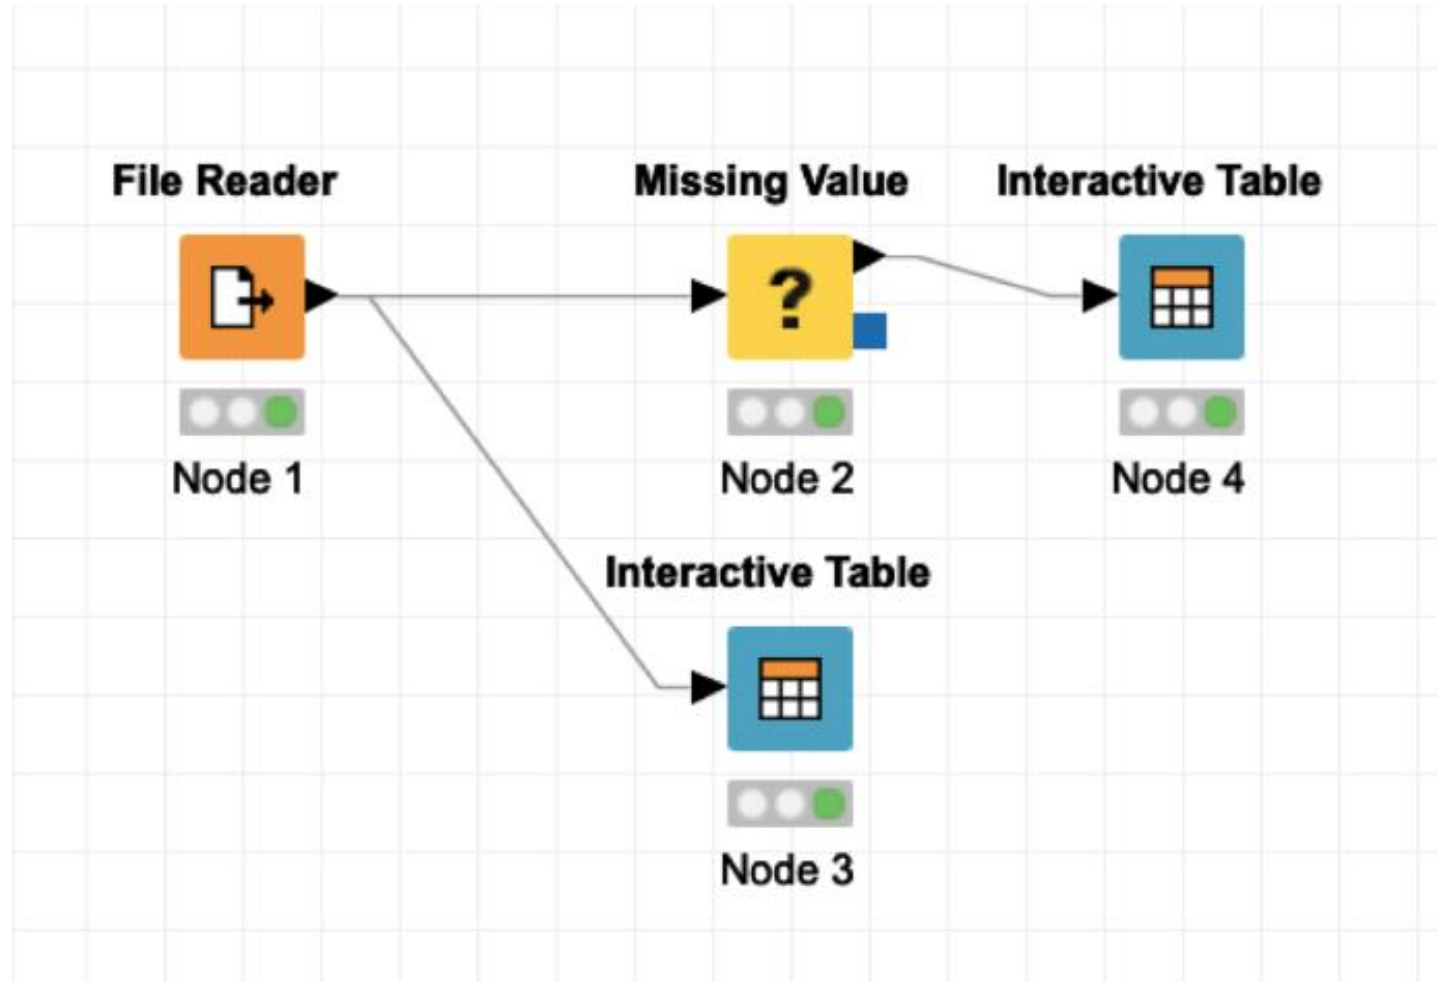 File Reader
Missing Value
Interactive Table
?
Node 1
Node 2
Node 4
Interactive Table
Node 3